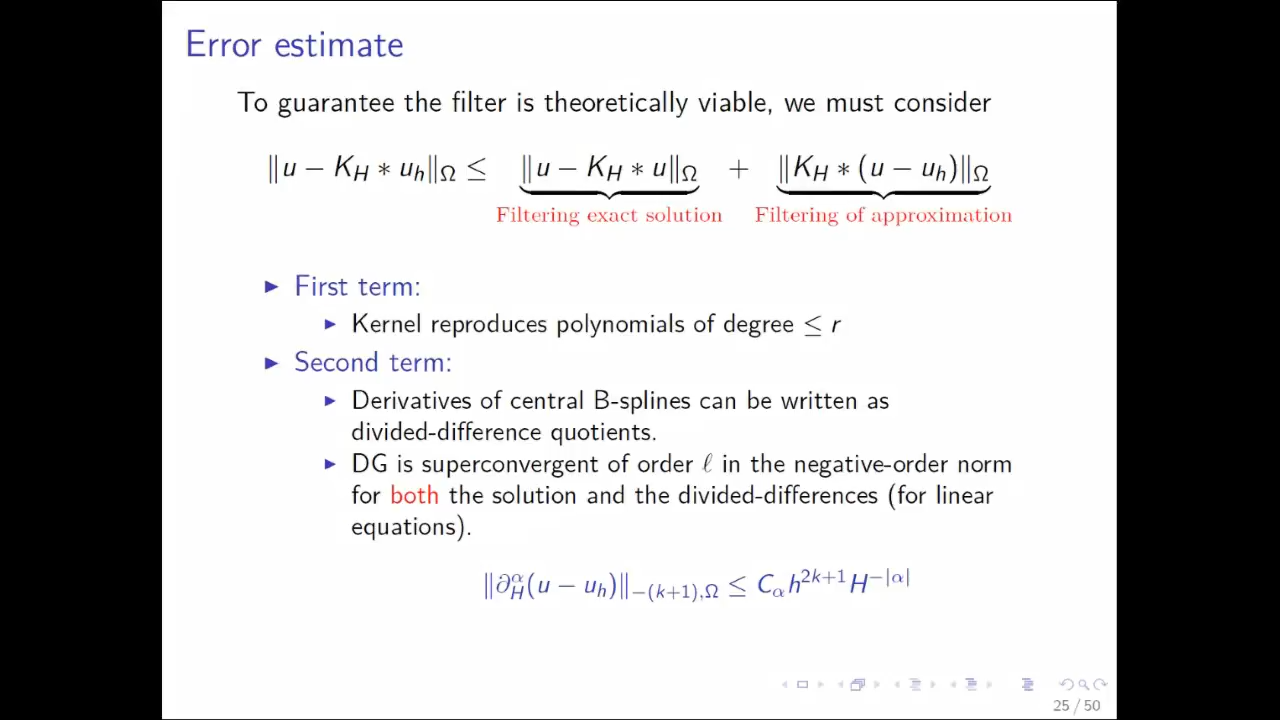 Error estimate
To guarantee the filter is theoretically viable, we must consider
‖u − K_H ∗ u_h‖_Ω ≤ ‖u − K_H ∗ u‖_Ω + ‖K_H ∗ (u − u_h)‖_Ω
Filtering exact solution Filtering of approximation
▶ First term:
▶ Kernel reproduces polynomials of degree ≤ r
▶ Second term:
▶ Derivatives of central B-splines can be written as
divided-difference quotients.
▶ DG is superconvergent of order ℓ in the negative-order norm
for both the solution and the divided-differences (for linear
equations).
‖∂_H^α(u − u_h)‖_{−(k+1),Ω} ≤ C_α h^{2k+1} H^{−|α|}
25 / 50